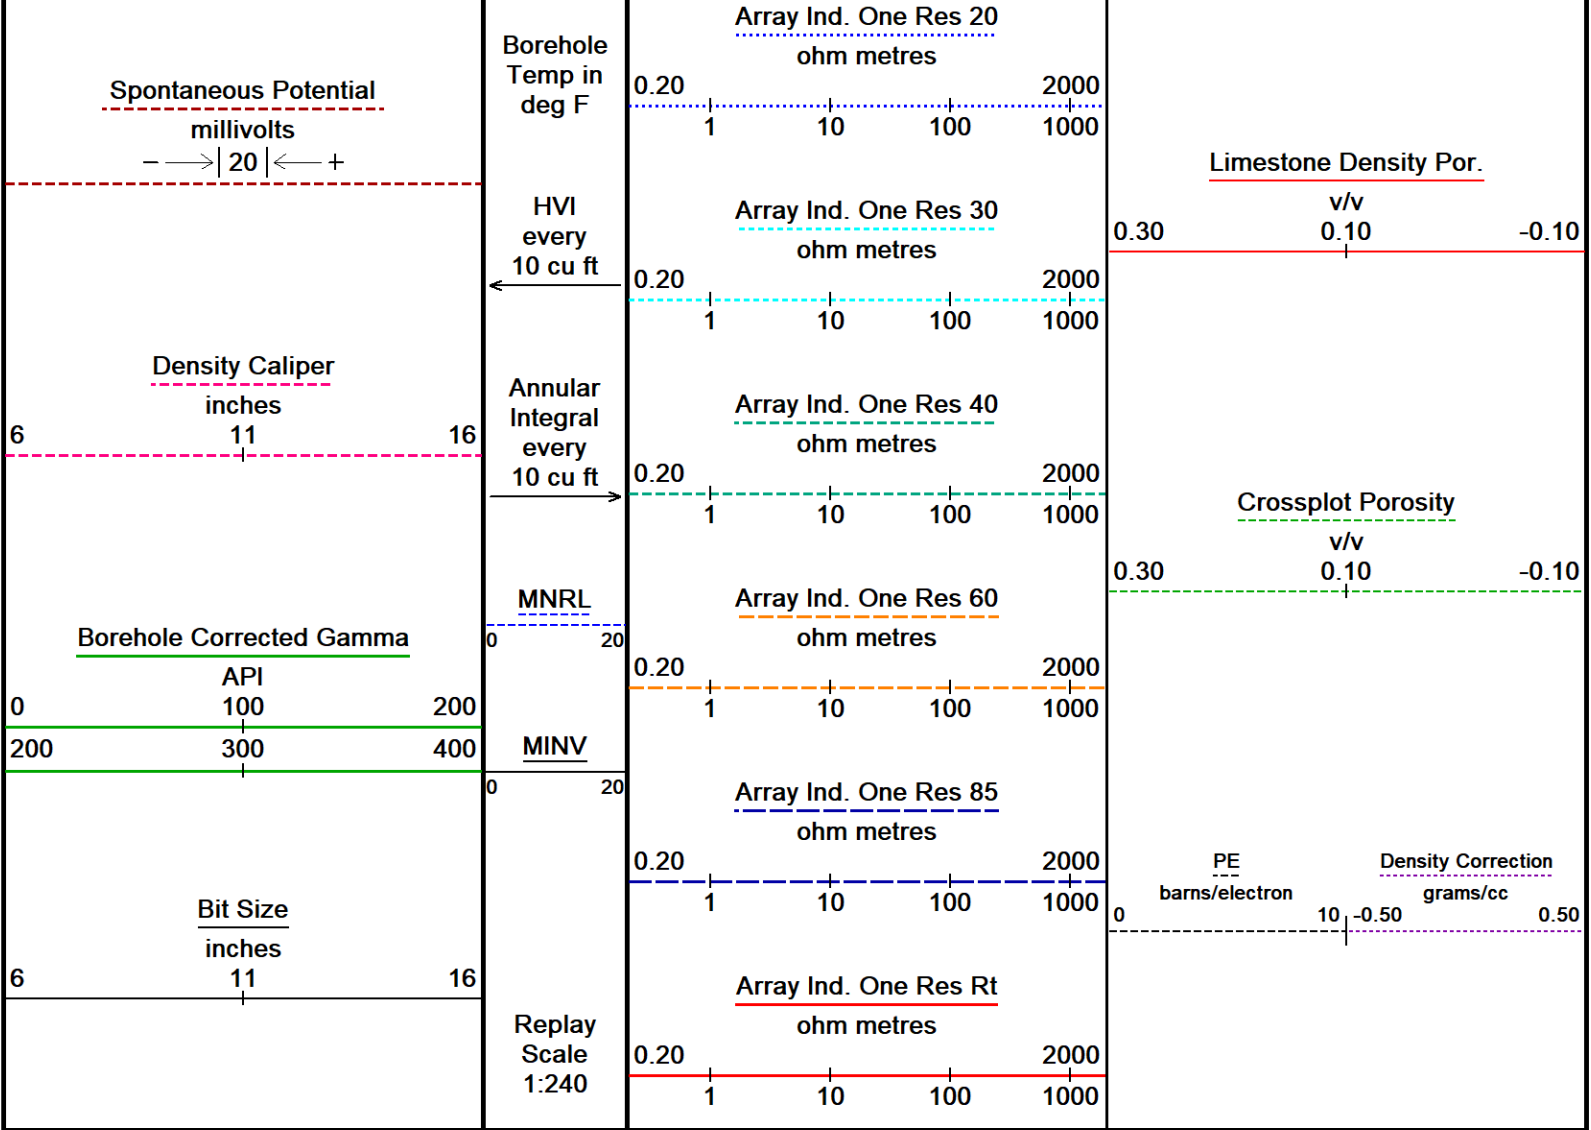 Spontaneous Potential
millivolts
− 20 +
Density Caliper
inches
6 11 16
Borehole Corrected Gamma
API
0 100 200
200 300 400
Bit Size
inches
6 11 16
Borehole
Temp in
deg F
HVI
every
10 cu ft
Annular
Integral
every
10 cu ft
MNRL
0 20
MINV
0 20
Replay
Scale
1:240
Array Ind. One Res 20
ohm metres
0.20 2000
1 10 100 1000
Array Ind. One Res 30
ohm metres
0.20 2000
1 10 100 1000
Array Ind. One Res 40
ohm metres
0.20 2000
1 10 100 1000
Array Ind. One Res 60
ohm metres
0.20 2000
1 10 100 1000
Array Ind. One Res 85
ohm metres
0.20 2000
1 10 100 1000
Array Ind. One Res Rt
ohm metres
0.20 2000
1 10 100 1000
Limestone Density Por.
v/v
0.30 0.10 -0.10
Crossplot Porosity
v/v
0.30 0.10 -0.10
PE
barns/electron
0 10
Density Correction
grams/cc
-0.50 0.50